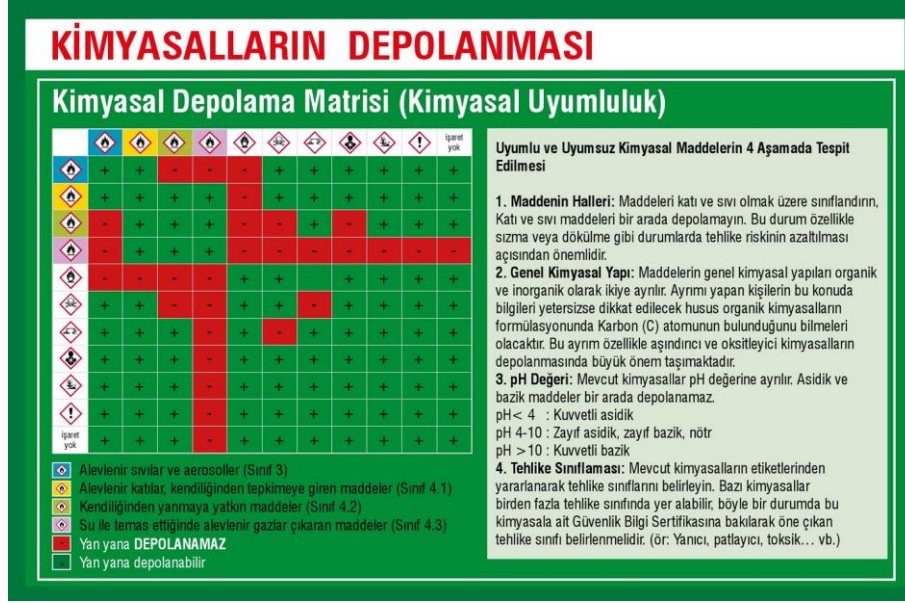 KİMYASALLARIN DEPOLANMASI
Kimyasal Depolama Matrisi (Kimyasal Uyumluluk)
işaret
yok
+ + - - - + + + + + +
+ + + + - + + + + + +
- + + + - - + - + + +
- + + + - - - - - - -
- - - - + + + + + +
+ + - - + + - + + + +
+ + + - + - + + + + +
+ + + - + + + + + + +
+ + + - + + + + + + +
+ + + - + + + + + + +
işaret
yok
+ + + - + + + + + + +
Alevlenir sıvılar ve aerosoller (Sınıf 3)
Alevlenir katılar, kendiliğinden tepkimeye giren maddeler (Sınıf 4.1)
Kendiliğinden yanmaya yatkın maddeler (Sınıf 4.2)
Su ile temas ettiğinde alevlenir gazlar çıkaran maddeler (Sınıf 4.3)
Yan yana DEPOLANAMAZ
Yan yana depolanabilir
Uyumlu ve Uyumsuz Kimyasal Maddelerin 4 Aşamada Tespit
Edilmesi
1. Maddenin Halleri: Maddeleri katı ve sıvı olmak üzere sınıflandırın,
Katı ve sıvı maddeleri bir arada depolamayın. Bu durum özellikle
sızma veya dökülme gibi durumlarda tehlike riskinin azaltılması
açısından önemlidir.
2. Genel Kimyasal Yapı: Maddelerin genel kimyasal yapıları organik
ve inorganik olarak ikiye ayrılır. Ayrımı yapan kişilerin bu konuda
bilgileri yetersizse dikkat edilecek husus organik kimyasalların
formülasyonunda Karbon (C) atomunun bulunduğunu bilmeleri
olacaktır. Bu ayrım özellikle aşındırıcı ve oksitleyici kimyasalların
depolanmasında büyük önem taşımaktadır.
3. pH Değeri: Mevcut kimyasallar pH değerine ayrılır. Asidik ve
bazik maddeler bir arada depolanamaz.
pH< 4 : Kuvvetli asidik
pH 4-10 : Zayıf asidik, zayıf bazik, nötr
pH >10 : Kuvvetli bazik
4. Tehlike Sınıflaması: Mevcut kimyasalların etiketlerinden
yararlanarak tehlike sınıflarını belirleyin. Bazı kimyasallar
birden fazla tehlike sınıfında yer alabilir, böyle bir durumda bu
kimyasala ait Güvenlik Bilgi Sertifikasına bakılarak öne çıkan
tehlike sınıfı belirlenmelidir. (ör: Yanıcı, patlayıcı, toksik… vb.)